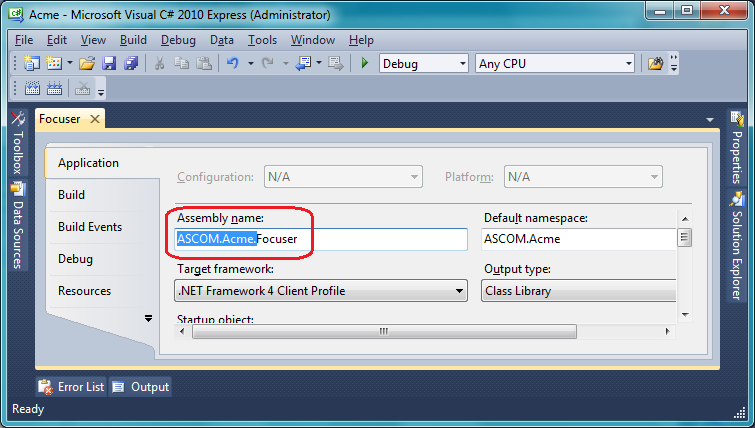 Acme - Microsoft Visual C# 2010 Express (Administrator)
File Edit View Build Debug Data Tools Window Help
Debug Any CPU
Focuser
Toolbox
Data Sources
Application
Build
Build Events
Debug
Resources
Configuration: N/A Platform: N/A
Assembly name: Default namespace:
ASCOM.Acme.Focuser ASCOM.Acme
Target framework: Output type:
.NET Framework 4 Client Profile Class Library
Startup object:
Properties
Solution Explorer
Error List Output
Ready